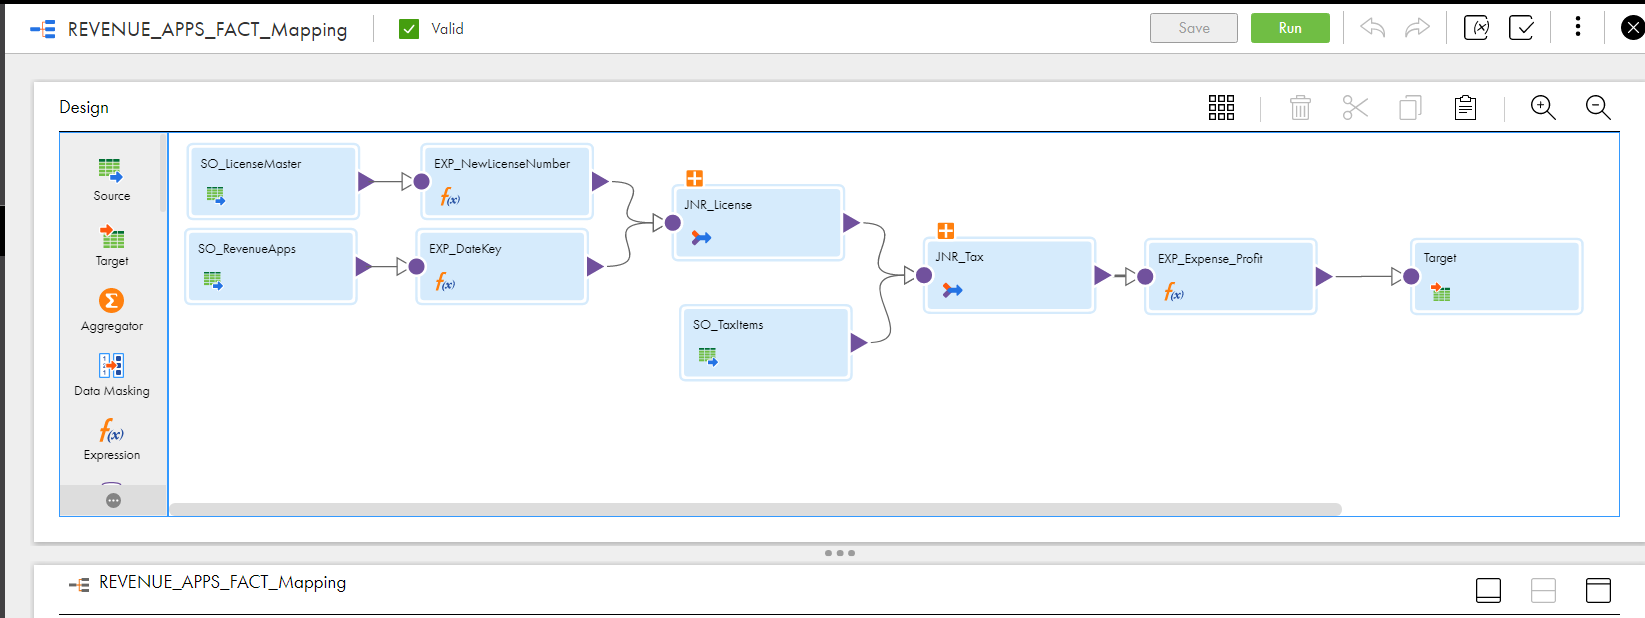 REVENUE_APPS_FACT_Mapping
Valid
Save
Run
Design
Source
Target
Aggregator
Data Masking
Expression
SO_LicenseMaster
EXP_NewLicenseNumber
f(x)
SO_RevenueApps
EXP_DateKey
f(x)
JNR_License
SO_TaxItems
JNR_Tax
EXP_Expense_Profit
f(x)
Target
REVENUE_APPS_FACT_Mapping